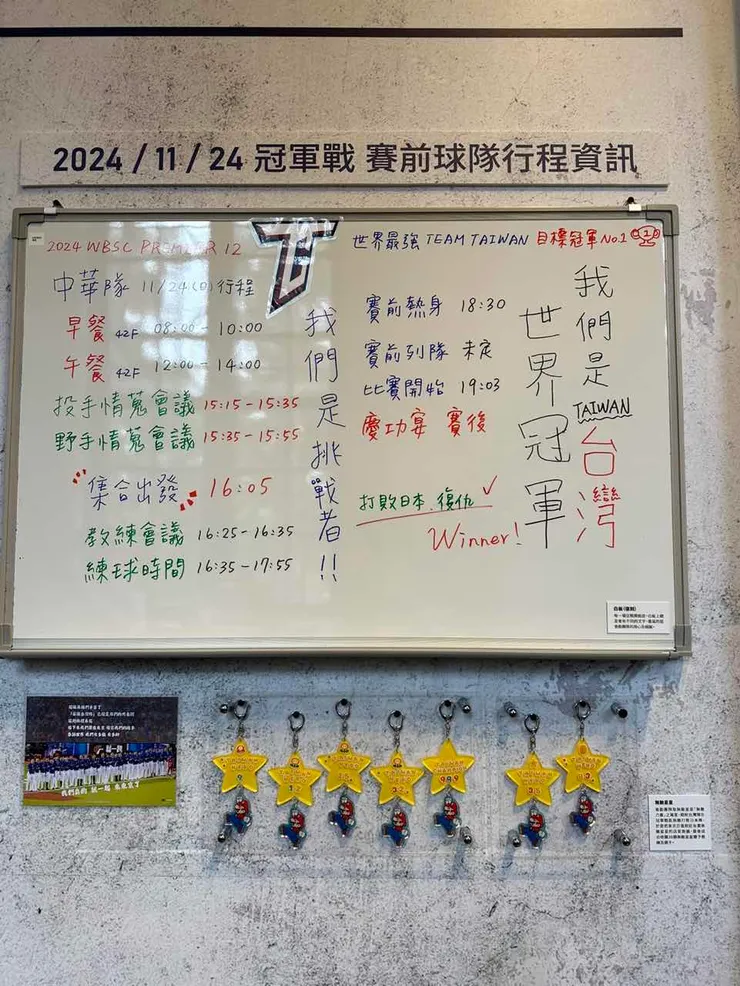 2024 / 11 / 24 冠軍戰 賽前球隊行程資訊
2024 WBSC PREMIER 12
中華隊 11/24(日)行程
早餐 42F 08:00-10:00
午餐 42F 12:00-14:00
投手情蒐會議 15:15-15:35
野手情蒐會議 15:35-15:55
集合出發 16:05
教練會議 16:25-16:35
練球時間 16:35-17:55
我們是挑戰者!!
世界最強 TEAM TAIWAN 目標冠軍 No.1
賽前熱身 18:30
賽前列隊 未定
比賽開始 19:03
慶功宴 賽後
打敗日本、復仇 ✓
Winner!
我們是 TAIWAN 台灣
世界冠軍
白板(復刻)